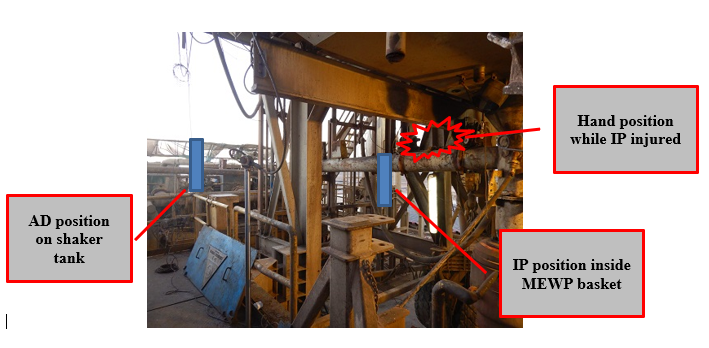 Hand position
while IP injured
AD position
on shaker
tank
IP position inside
MEWP basket